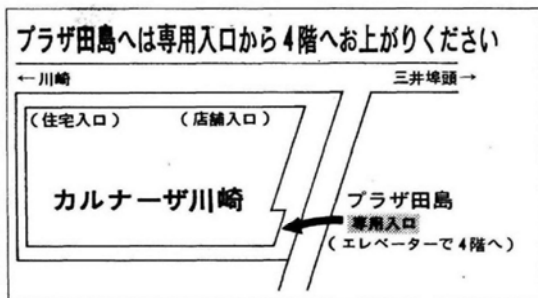 プラザ田島へは専用入口から4階へお上がりください
←川崎 三井埠頭→
(住宅入口) (店舗入口)
カルナーザ川崎
プラザ田島
専用入口
(エレベーターで4階へ)